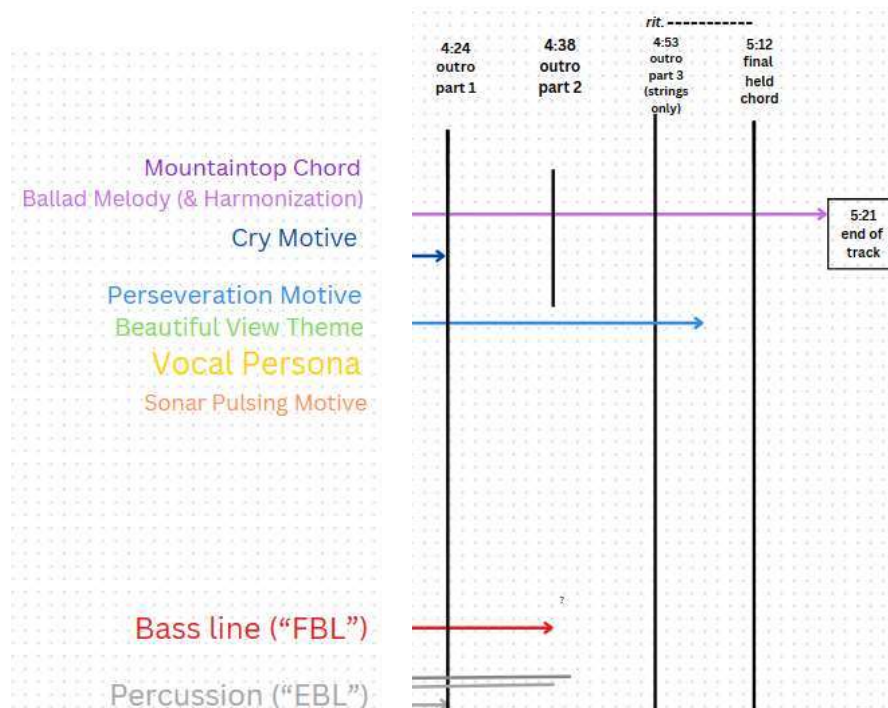 rit.
4:24
outro
part 1
4:38
outro
part 2
4:53
outro
part 3
(strings
only)
5:12
final
held
chord
Mountaintop Chord
Ballad Melody (& Harmonization)
Cry Motive
5:21
end of
track
Perseveration Motive
Beautiful View Theme
Vocal Persona
Sonar Pulsing Motive
?
Bass line (“FBL”)
Percussion (“EBL”)